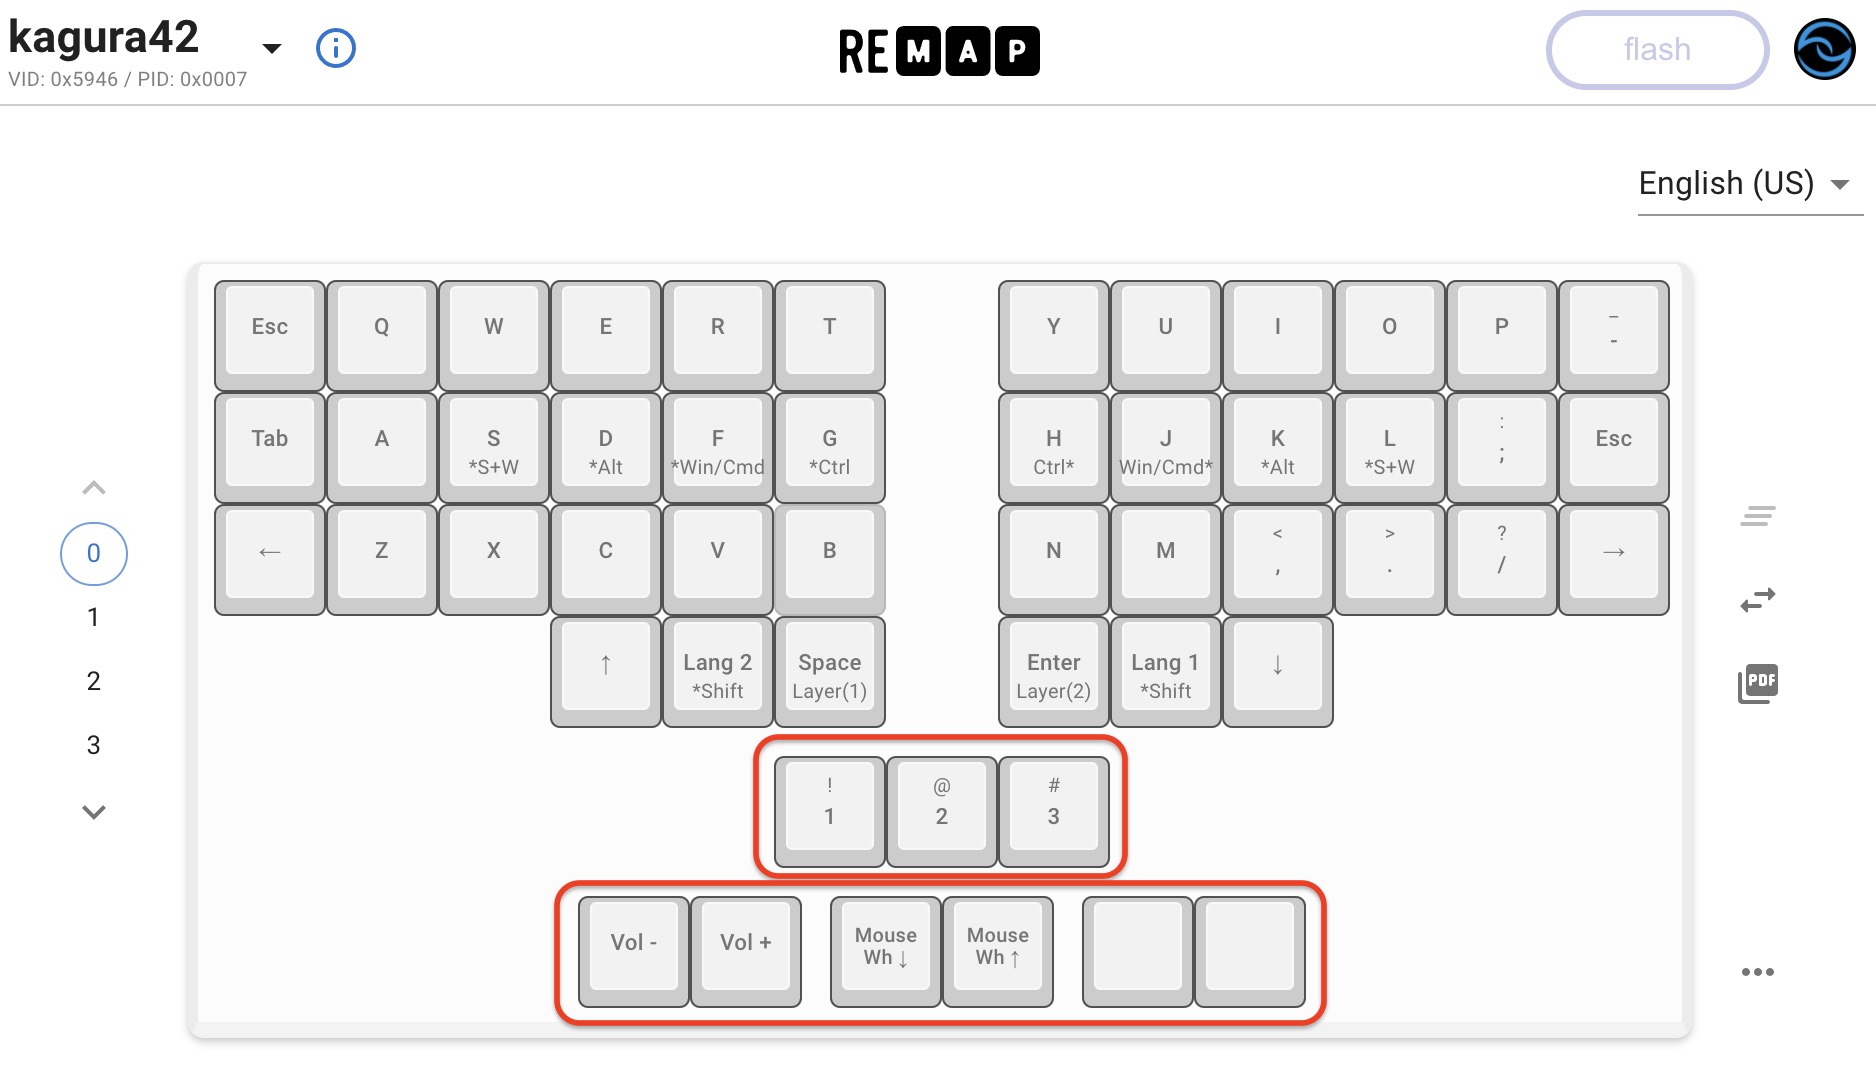 kagura42
VID: 0x5946 / PID: 0x0007
REMAP
flash
English (US)
Esc Q W E R T Y U I O P _ -
Tab A S *S+W D *Alt F *Win/Cmd G *Ctrl H Ctrl* J Win/Cmd* K *Alt L *S+W : ; Esc
← Z X C V B N M < , > . ? / →
↑ Lang 2 *Shift Space Layer(1) Enter Layer(2) Lang 1 *Shift ↓
! 1 @ 2 # 3
Vol - Vol + Mouse Wh ↓ Mouse Wh ↑
0
1
2
3
PDF